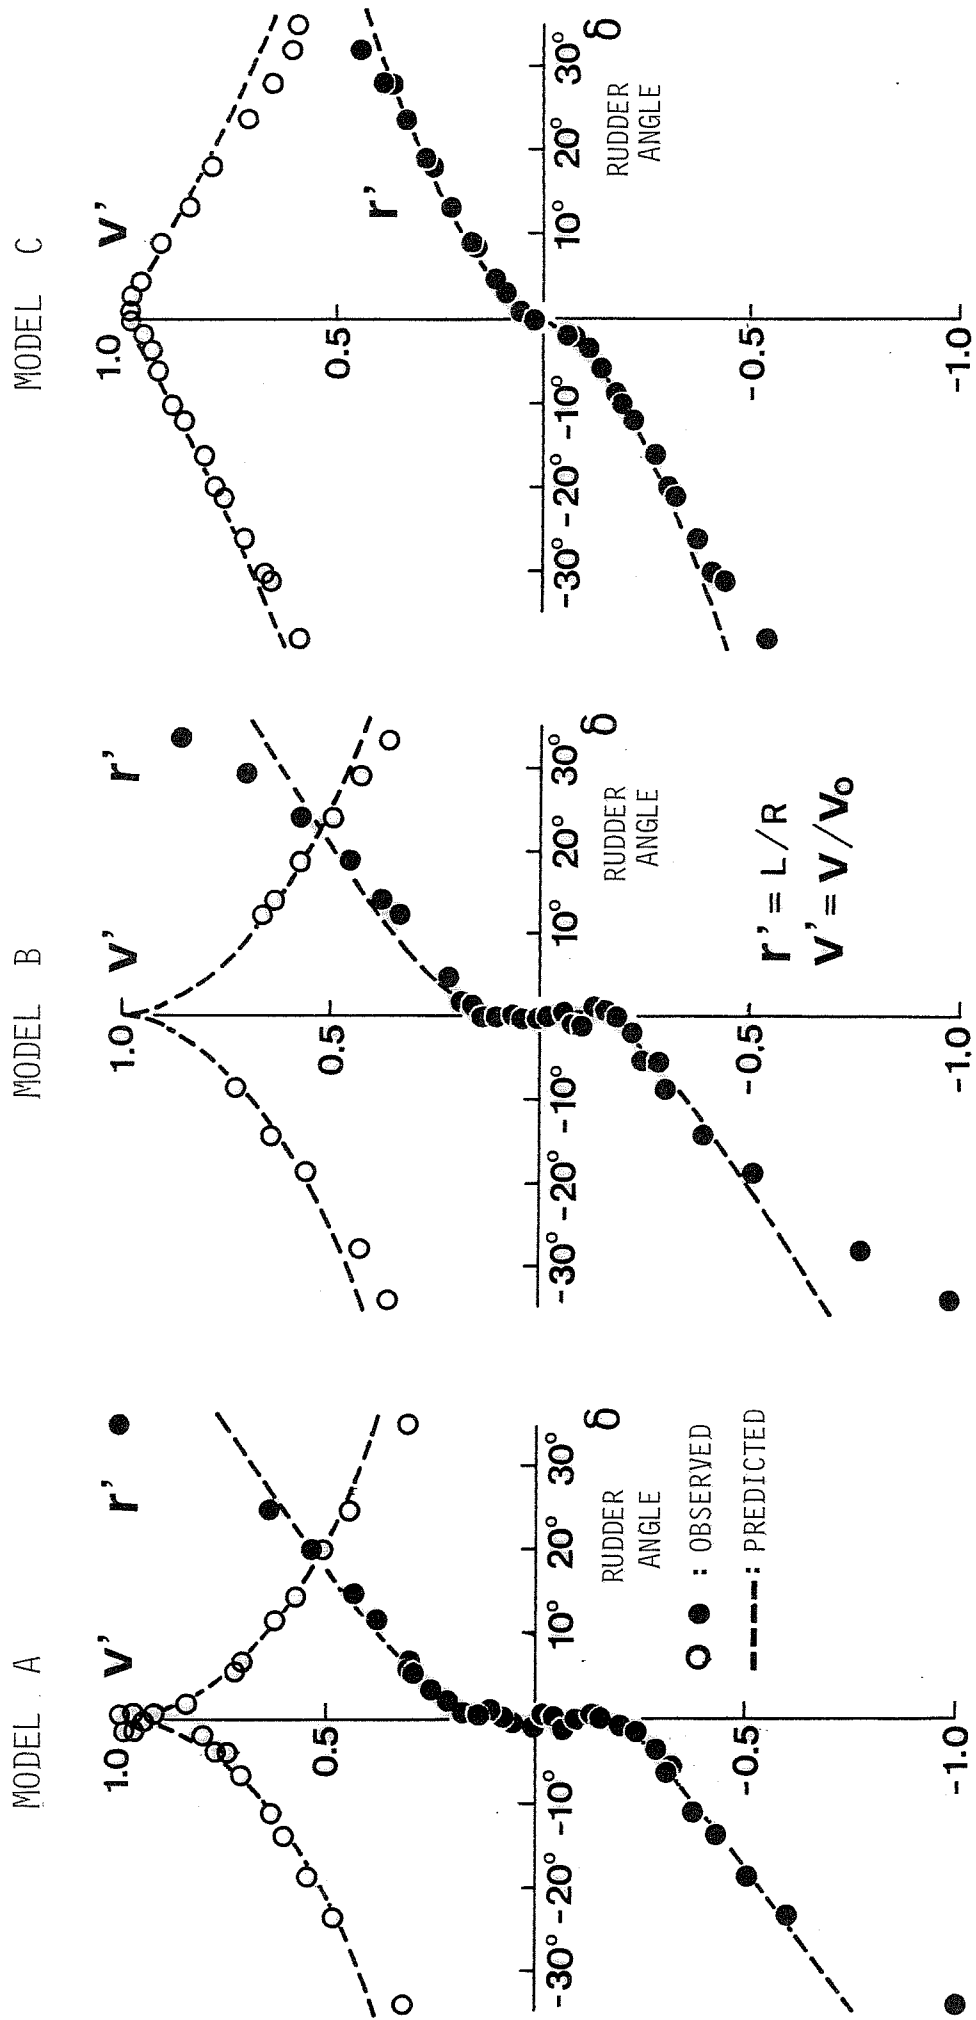 MODEL A
v'
r'
1.0
0.5
-0.5
-1.0
-30° -20° -10°
10° 20° 30°
δ
RUDDER
ANGLE
○ ● : OBSERVED
-----: PREDICTED
MODEL B
v'
r'
1.0
0.5
-0.5
-1.0
-30° -20° -10°
10° 20° 30°
δ
RUDDER
ANGLE
r' = L/R
v' = V/V₀
MODEL C
v'
r'
1.0
0.5
-0.5
-1.0
-30° -20° -10°
10° 20° 30°
δ
RUDDER
ANGLE